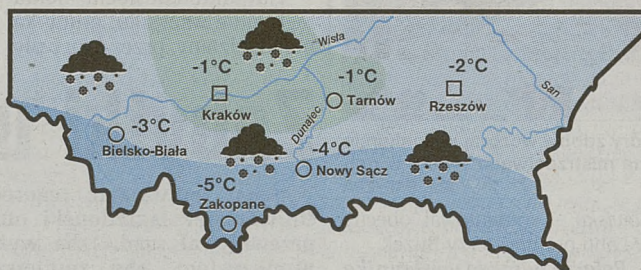 Wisła
-1°C
Kraków
-1°C
Tarnów
-2°C
Rzeszów
San
Dunajec
-3°C
Bielsko-Biała
-4°C
Nowy Sącz
-5°C
Zakopane